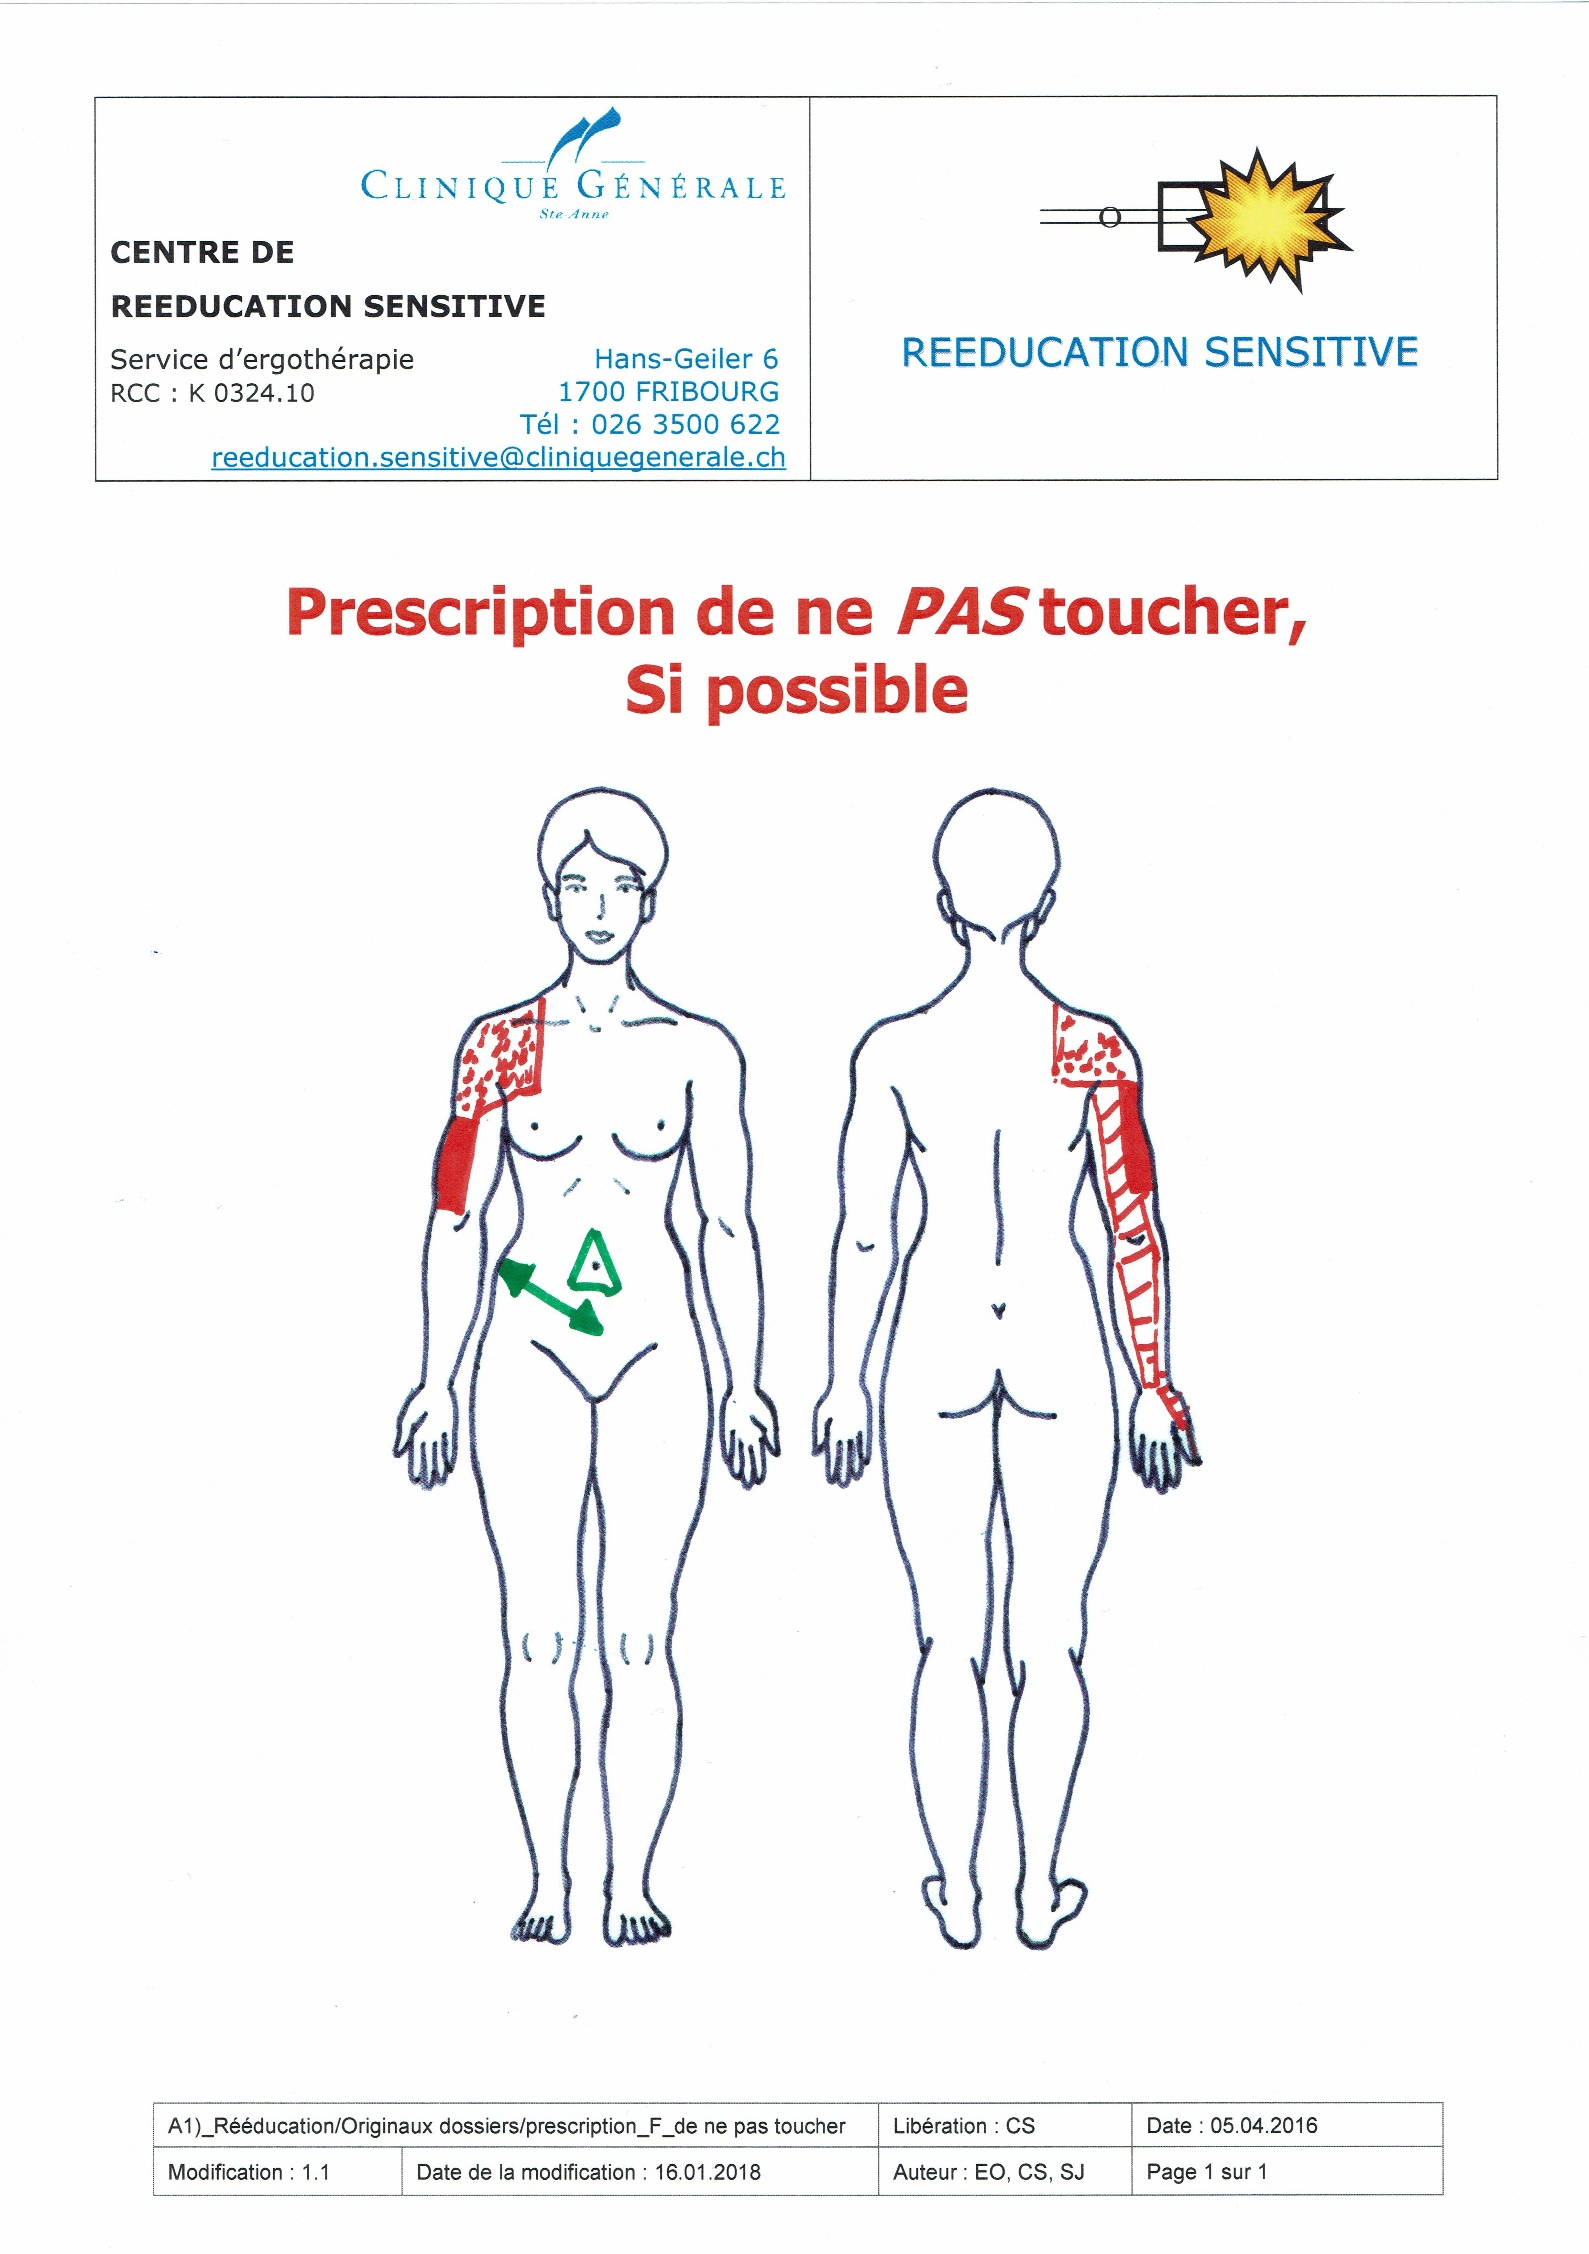 CLINIQUE GÉNÉRALE
Ste Anne
CENTRE DE
REEDUCATION SENSITIVE
Service d'ergothérapie
RCC : K 0324.10
Hans-Geiler 6
1700 FRIBOURG
Tél : 026 3500 622
reeducation.sensitive@cliniquegenerale.ch
REEDUCATION SENSITIVE
Prescription de ne PAS toucher,
Si possible
A1)_Rééducation/Originaux dossiers/prescription_F_de ne pas toucher
Libération : CS
Date : 05.04.2016
Modification : 1.1
Date de la modification : 16.01.2018
Auteur : EO, CS, SJ
Page 1 sur 1